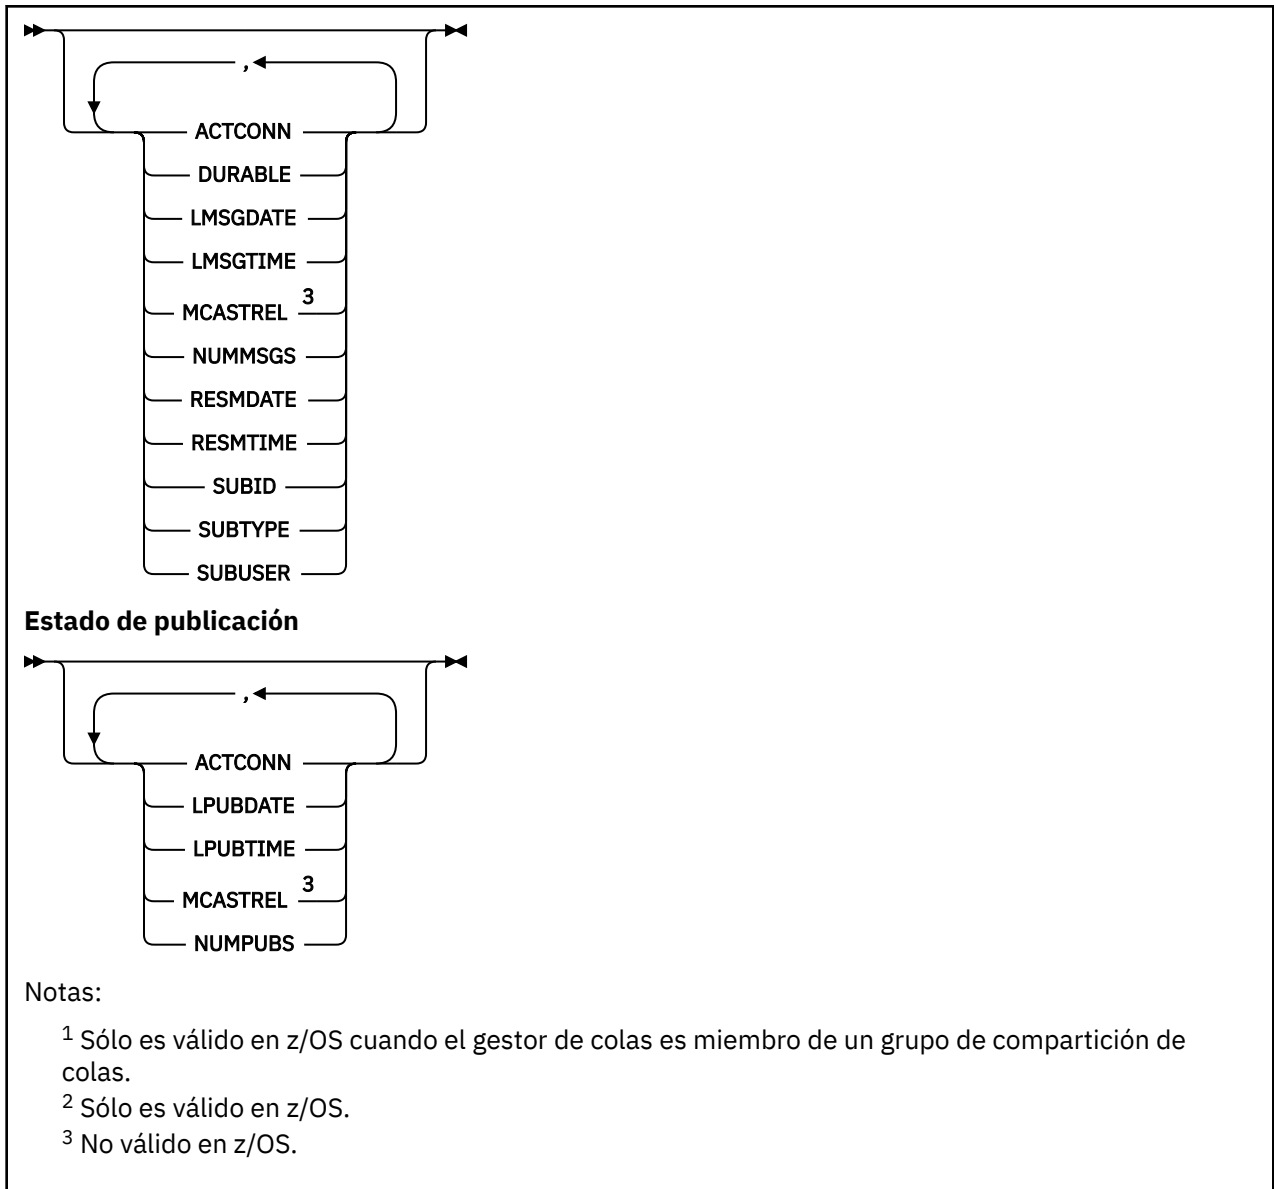 ,
ACTCONN
DURABLE
LMSGDATE
LMSGTIME
MCASTREL 3
NUMMSGS
RESMDATE
RESMTIME
SUBID
SUBTYPE
SUBUSER
Estado de publicación
,
ACTCONN
LPUBDATE
LPUBTIME
MCASTREL 3
NUMPUBS
Notas:
1 Sólo es válido en z/OS cuando el gestor de colas es miembro de un grupo de compartición de
colas.
2 Sólo es válido en z/OS.
3 No válido en z/OS.